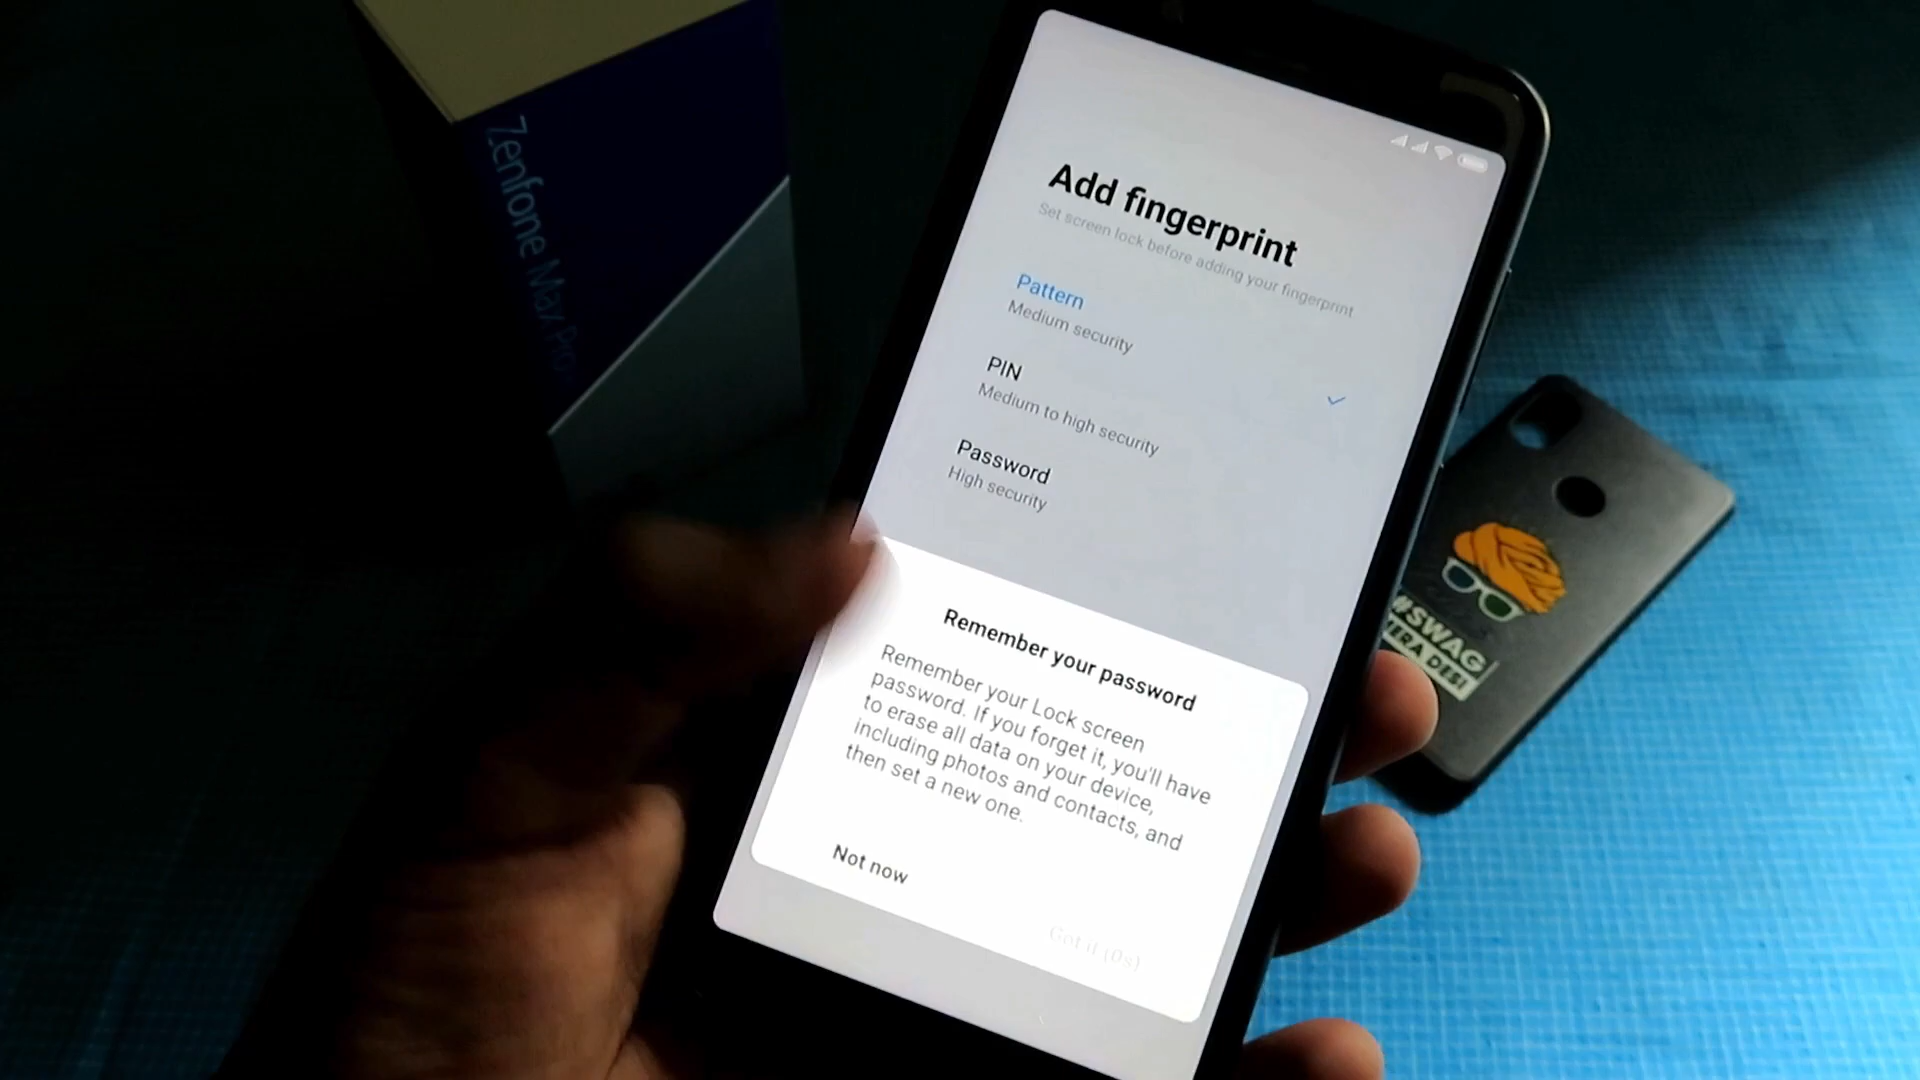 Zenfone Max Pro
Add fingerprint
Set screen lock before adding your fingerprint
Pattern
Medium security
PIN
Medium to high security
Password
High security
Remember your password
Remember your Lock screen
password. If you forget it, you'll have
to erase all data on your device,
including photos and contacts, and
then set a new one.
Not now
Got it (0s)
#SWAG
MERA DESI